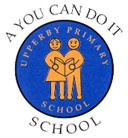 A YOU CAN DO IT
UPPERBY PRIMARY
SCHOOL
SCHOOL